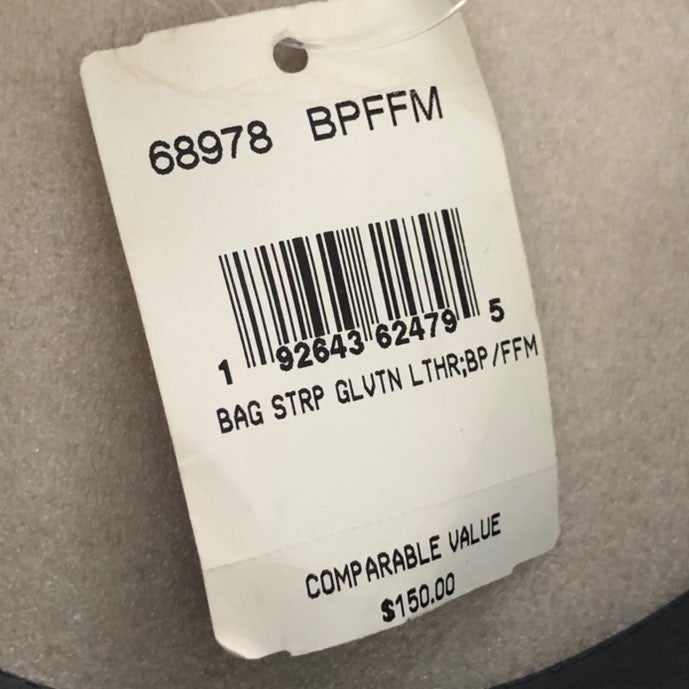 68978 BPFFM
1 92643 62479 5
BAG STRP GLVTN LTHR;BP/FFM
COMPARABLE VALUE
$150.00